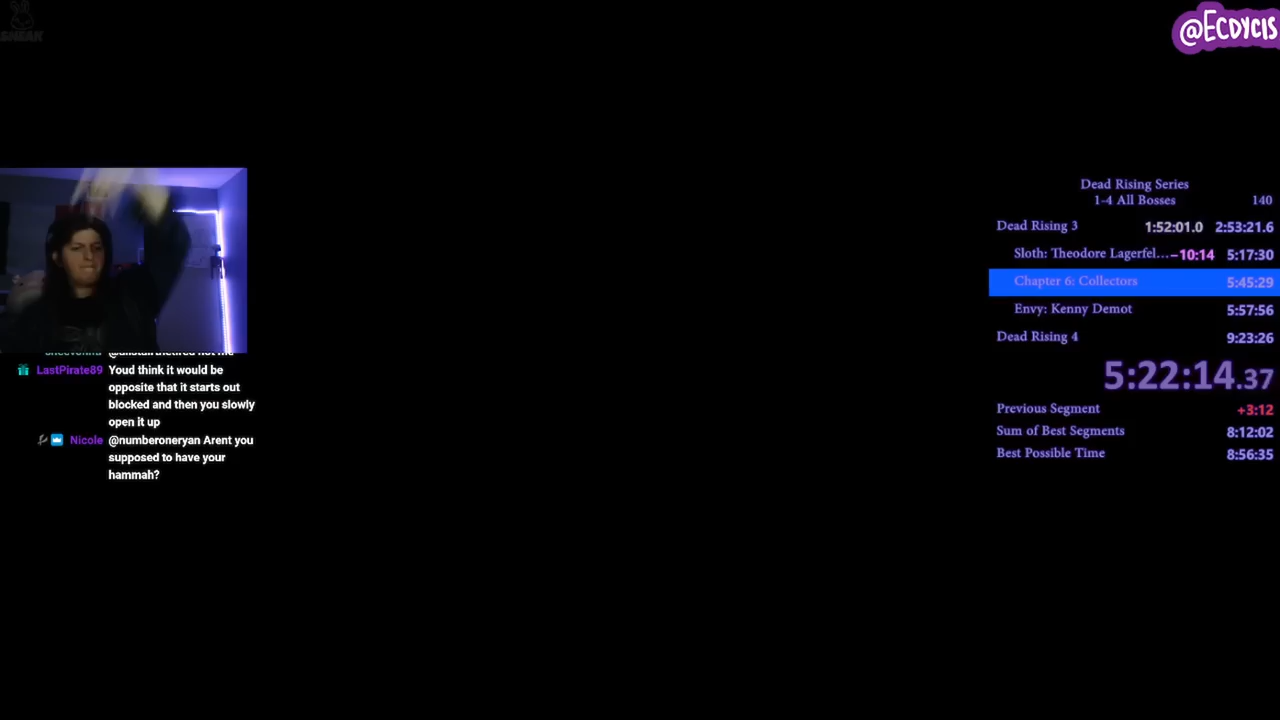 SNEAK
@ECDYCIS
Dead Rising Series
1-4 All Bosses 140
Dead Rising 3 1:52:01.0 2:53:21.6
Sloth: Theodore Lagerfel... −10:14 5:17:30
Chapter 6: Collectors 5:45:29
Envy: Kenny Demot 5:57:56
Dead Rising 4 9:23:26
5:22:14.37
Previous Segment +3:12
Sum of Best Segments 8:12:02
Best Possible Time 8:56:35
LastPirate89 Youd think it would be
opposite that it starts out
blocked and then you slowly
open it up
Nicole @numberoneryan Arent you
supposed to have your
hammah?